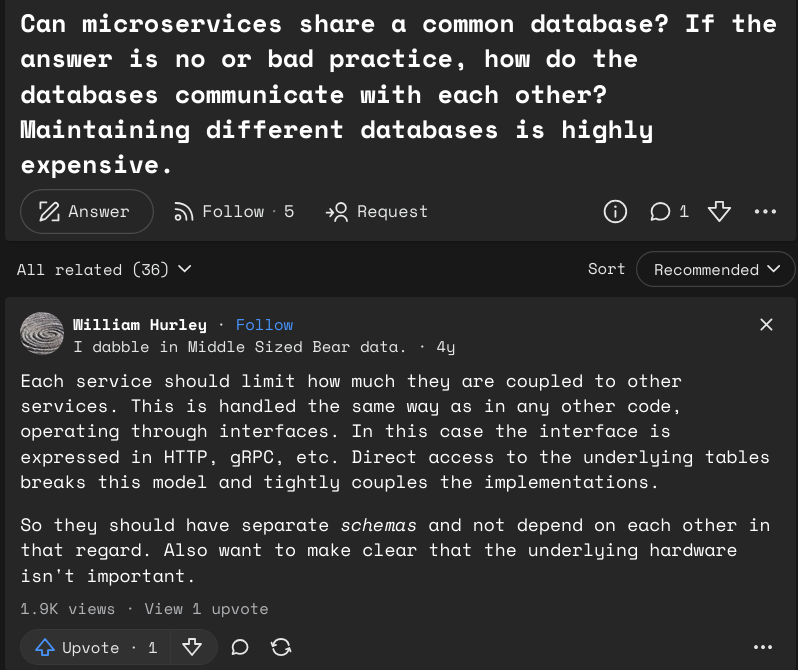 Can microservices share a common database? If the
answer is no or bad practice, how do the
databases communicate with each other?
Maintaining different databases is highly
expensive.
Answer Follow · 5 Request 1
All related (36) Sort Recommended
William Hurley · Follow
I dabble in Middle Sized Bear data. · 4y
Each service should limit how much they are coupled to other
services. This is handled the same way as in any other code,
operating through interfaces. In this case the interface is
expressed in HTTP, gRPC, etc. Direct access to the underlying tables
breaks this model and tightly couples the implementations.
So they should have separate schemas and not depend on each other in
that regard. Also want to make clear that the underlying hardware
isn't important.
1.9K views · View 1 upvote
Upvote · 1